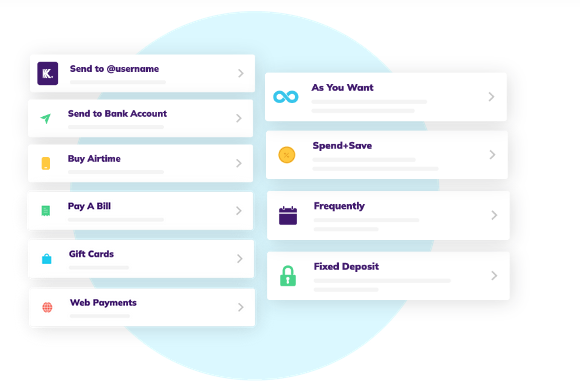 K.
Send to @username
Send to Bank Account
Buy Airtime
Pay A Bill
Gift Cards
Web Payments
As You Want
Spend+Save
Frequently
Fixed Deposit